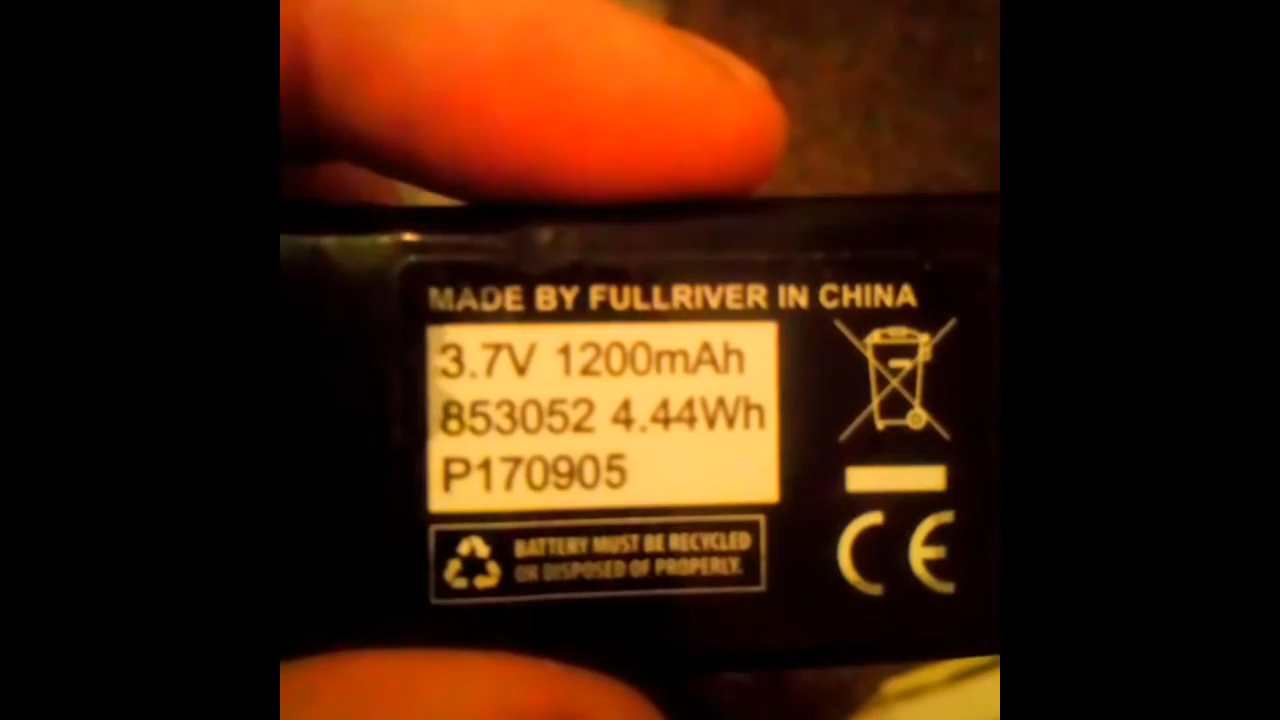 MADE BY FULLRIVER IN CHINA
3.7V 1200mAh
853052 4.44Wh
P170905
BATTERY MUST BE RECYCLED
OR DISPOSED OF PROPERLY.
CE